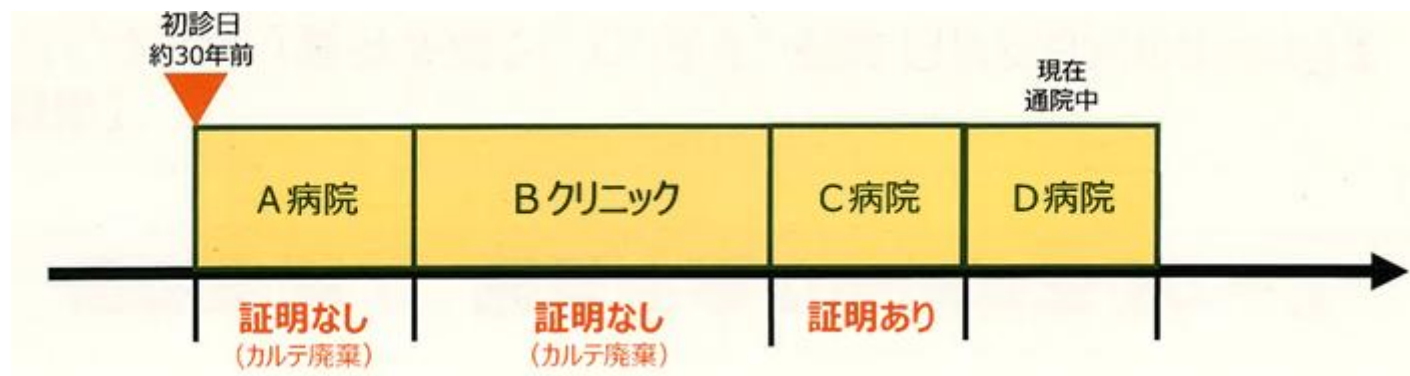 初診日
約30年前
現在
通院中
A病院
Bクリニック
C病院
D病院
証明なし
(カルテ廃棄)
証明なし
(カルテ廃棄)
証明あり